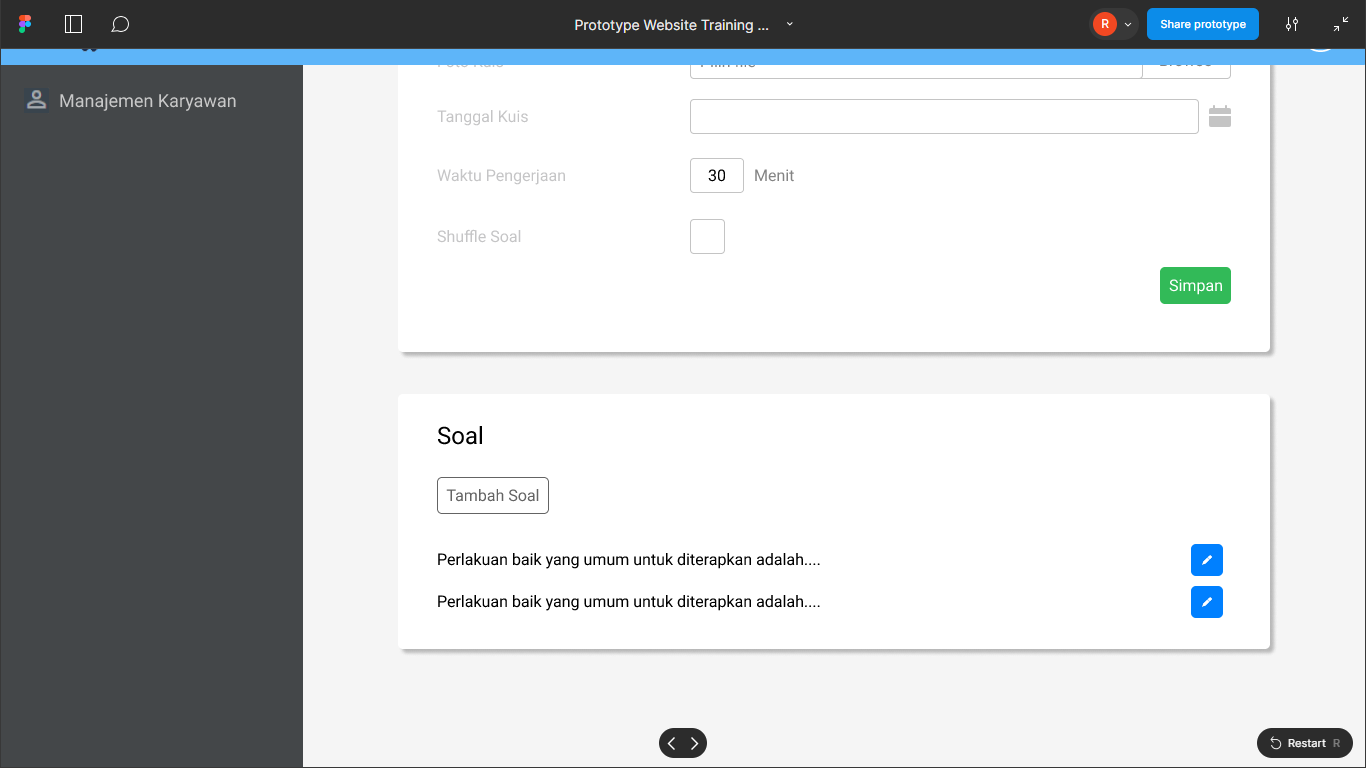 Prototype Website Training ...
R
Share prototype
Manajemen Karyawan
Tanggal Kuis
Waktu Pengerjaan
30
Menit
Shuffle Soal
Simpan
Soal
Tambah Soal
Perlakuan baik yang umum untuk diterapkan adalah....
Perlakuan baik yang umum untuk diterapkan adalah....
Restart R